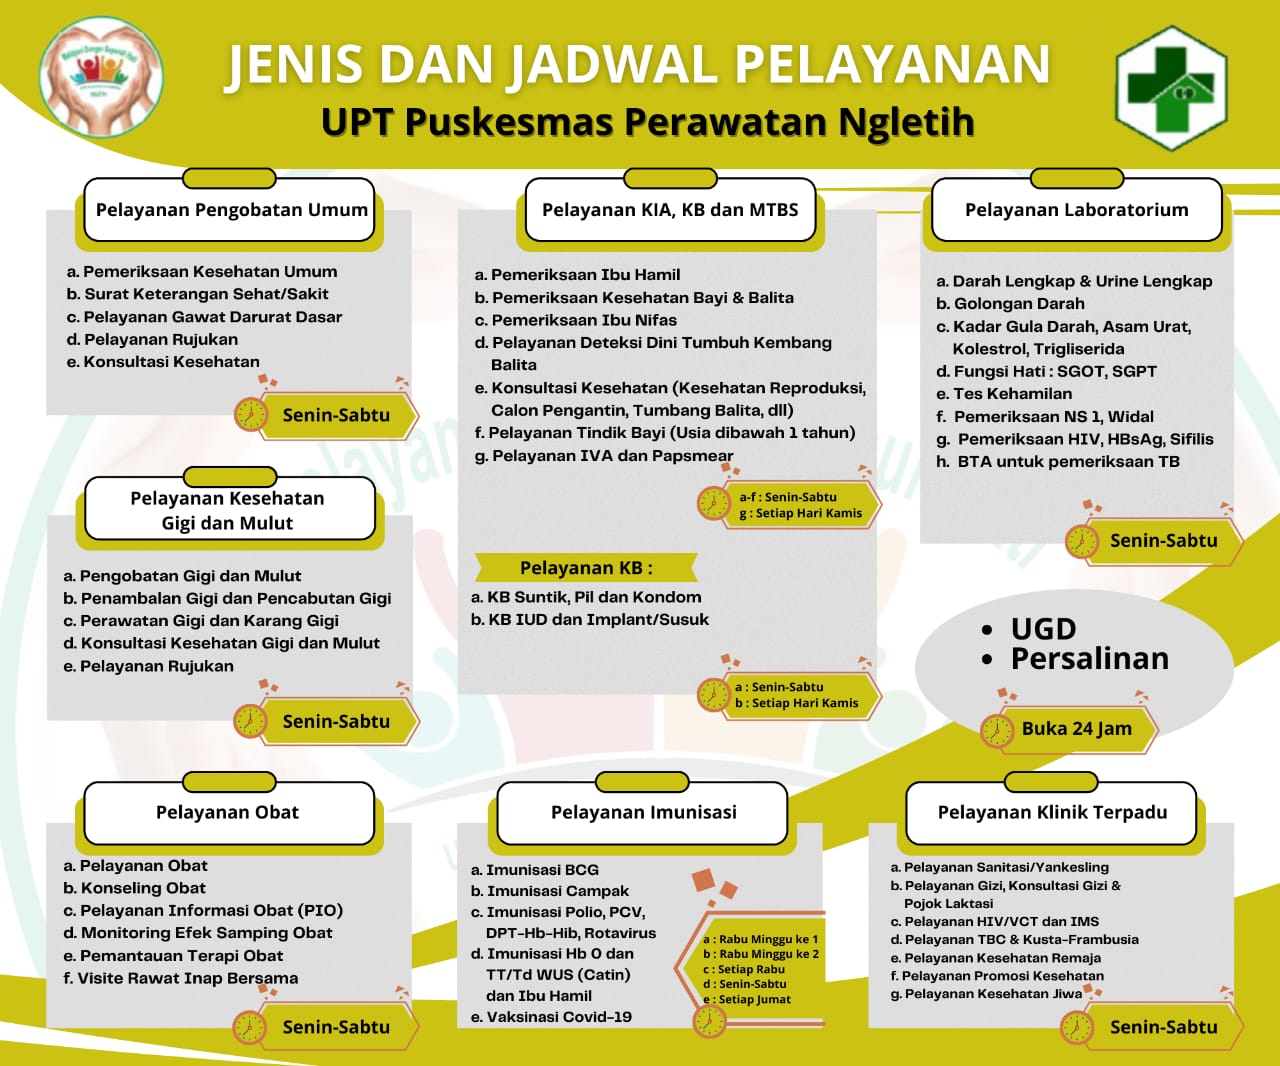 JENIS DAN JADWAL PELAYANAN
UPT Puskesmas Perawatan Ngletih
Pelayanan Pengobatan Umum
a. Pemeriksaan Kesehatan Umum
b. Surat Keterangan Sehat/Sakit
c. Pelayanan Gawat Darurat Dasar
d. Pelayanan Rujukan
e. Konsultasi Kesehatan
Senin-Sabtu
Pelayanan Kesehatan
Gigi dan Mulut
a. Pengobatan Gigi dan Mulut
b. Penambalan Gigi dan Pencabutan Gigi
c. Perawatan Gigi dan Karang Gigi
d. Konsultasi Kesehatan Gigi dan Mulut
e. Pelayanan Rujukan
Senin-Sabtu
Pelayanan KIA, KB dan MTBS
a. Pemeriksaan Ibu Hamil
b. Pemeriksaan Kesehatan Bayi & Balita
c. Pemeriksaan Ibu Nifas
d. Pelayanan Deteksi Dini Tumbuh Kembang
Balita
e. Konsultasi Kesehatan (Kesehatan Reproduksi,
Calon Pengantin, Tumbang Balita, dll)
f. Pelayanan Tindik Bayi (Usia dibawah 1 tahun)
g. Pelayanan IVA dan Papsmear
a-f : Senin-Sabtu
g : Setiap Hari Kamis
Pelayanan KB :
a. KB Suntik, Pil dan Kondom
b. KB IUD dan Implant/Susuk
a : Senin-Sabtu
b : Setiap Hari Kamis
Pelayanan Laboratorium
a. Darah Lengkap & Urine Lengkap
b. Golongan Darah
c. Kadar Gula Darah, Asam Urat,
Kolestrol, Trigliserida
d. Fungsi Hati : SGOT, SGPT
e. Tes Kehamilan
f. Pemeriksaan NS 1, Widal
g. Pemeriksaan HIV, HBsAg, Sifilis
h. BTA untuk pemeriksaan TB
Senin-Sabtu
• UGD
• Persalinan
Buka 24 Jam
Pelayanan Obat
a. Pelayanan Obat
b. Konseling Obat
c. Pelayanan Informasi Obat (PIO)
d. Monitoring Efek Samping Obat
e. Pemantauan Terapi Obat
f. Visite Rawat Inap Bersama
Senin-Sabtu
Pelayanan Imunisasi
a. Imunisasi BCG
b. Imunisasi Campak
c. Imunisasi Polio, PCV,
DPT-Hb-Hib, Rotavirus
d. Imunisasi Hb 0 dan
TT/Td WUS (Catin)
dan Ibu Hamil
e. Vaksinasi Covid-19
a : Rabu Minggu ke 1
b : Rabu Minggu ke 2
c : Setiap Rabu
d : Senin-Sabtu
e : Setiap Jumat
Pelayanan Klinik Terpadu
a. Pelayanan Sanitasi/Yankesling
b. Pelayanan Gizi, Konsultasi Gizi &
Pojok Laktasi
c. Pelayanan HIV/VCT dan IMS
d. Pelayanan TBC & Kusta-Frambusia
e. Pelayanan Kesehatan Remaja
f. Pelayanan Promosi Kesehatan
g. Pelayanan Kesehatan Jiwa
Senin-Sabtu